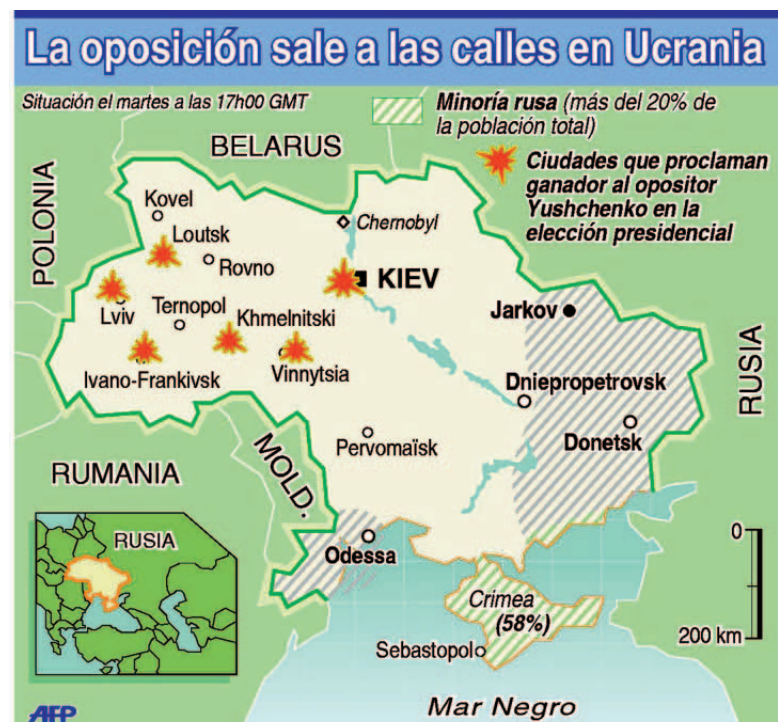 La oposición sale a las calles en Ucrania
Situación el martes a las 17h00 GMT
Minoría rusa (más del 20% de
la población total)
Ciudades que proclaman
ganador al opositor
Yushchenko en la
elección presidencial
BELARUS
POLONIA
Kovel
Chernobyl
Loutsk
Rovno
KIEV
Lviv
Ternopol
Khmelnitski
Jarkov
Ivano-Frankivsk
Vinnytsia
Dniepropetrovsk
RUSIA
Donetsk
Pervomaïsk
RUMANIA
MOLD.
RUSIA
Odessa
0
Crimea
(58%)
200 km
Sebastopol
Mar Negro
AFP